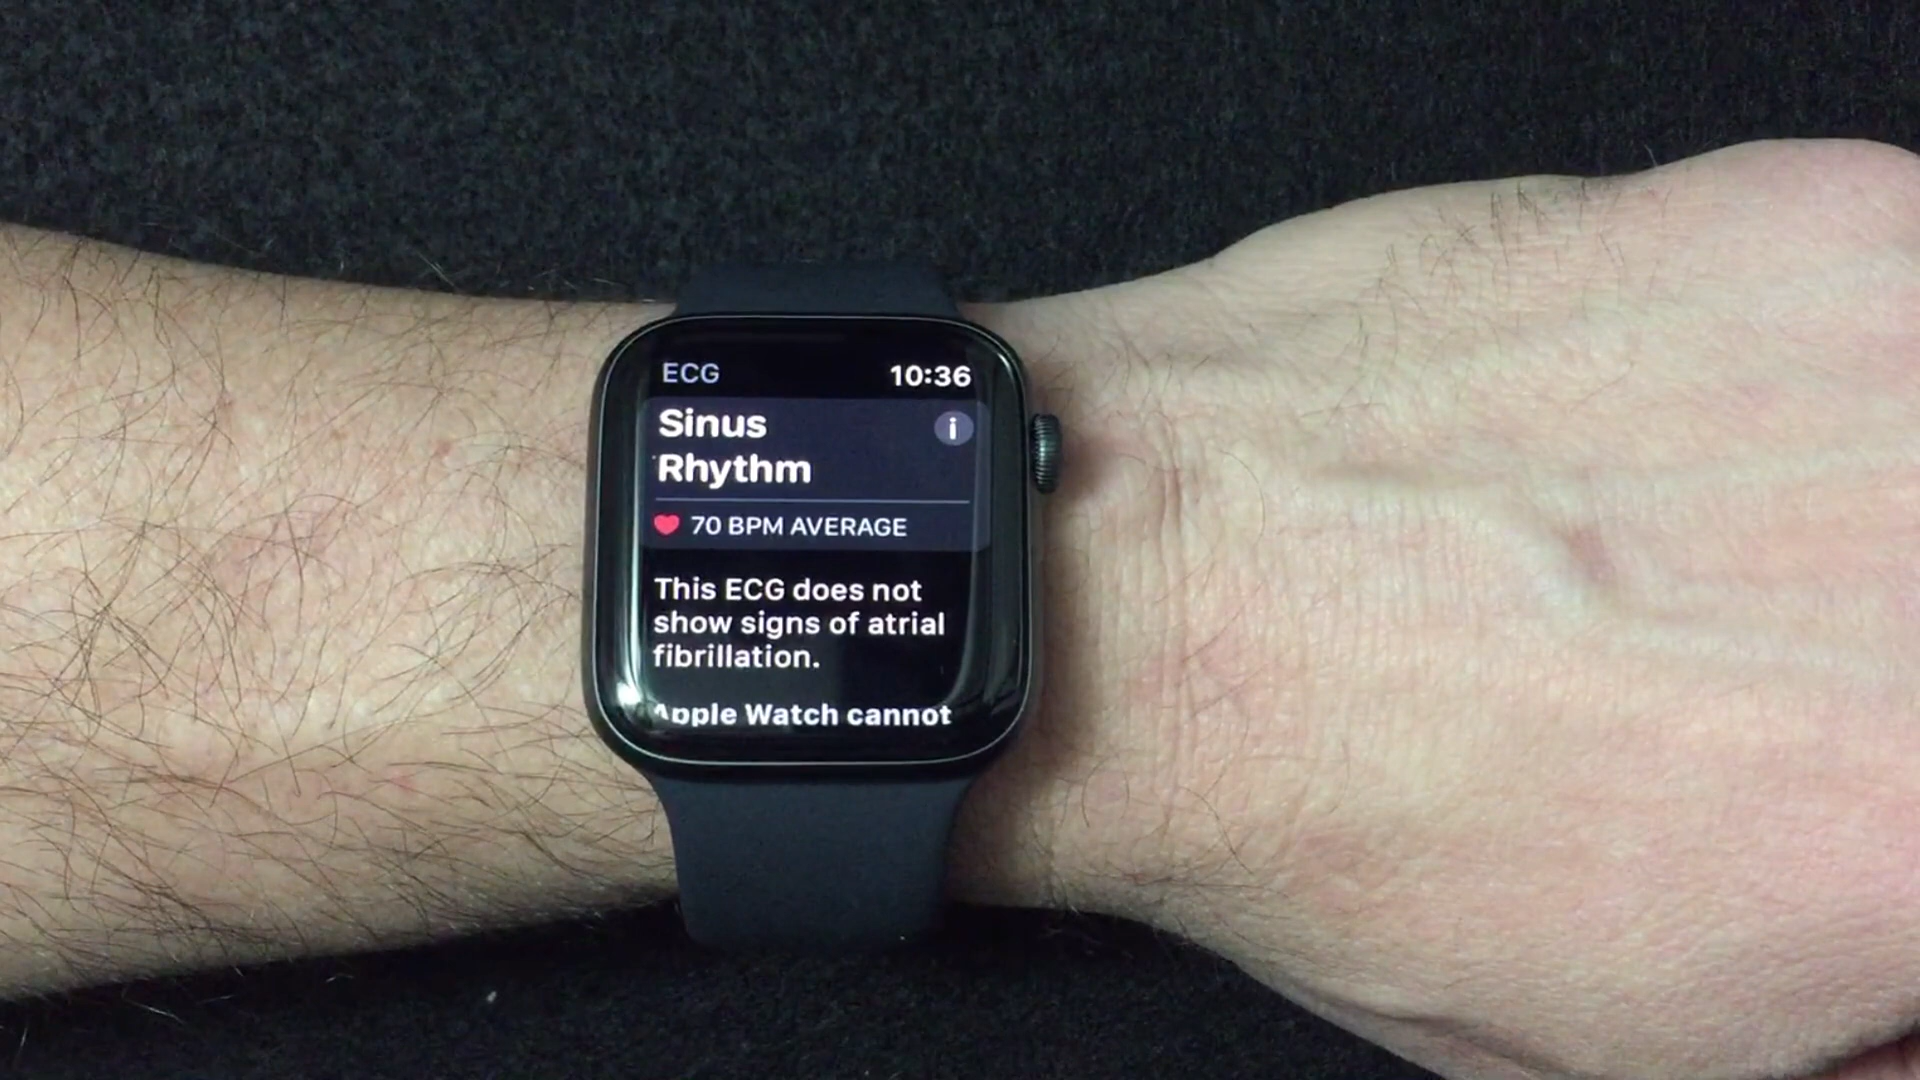 ECG 10:36
Sinus
Rhythm
70 BPM AVERAGE
This ECG does not
show signs of atrial
fibrillation.
Apple Watch cannot